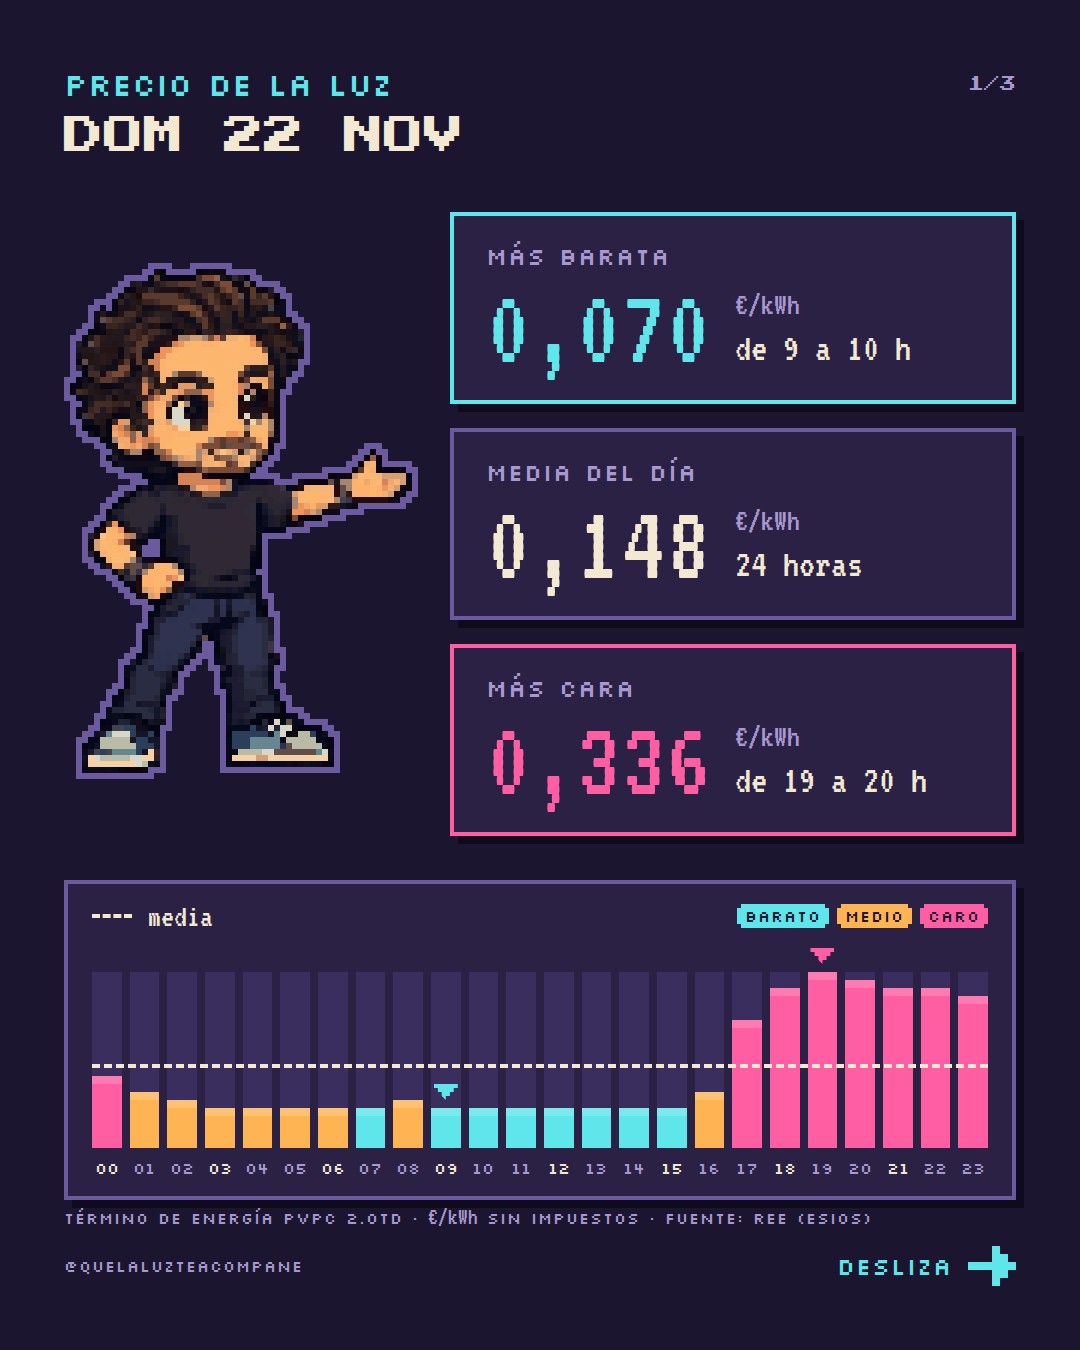 PRECIO DE LA LUZ
1/3
DOM 22 NOV
MÁS BARATA
0,070 €/kWh
de 9 a 10 h
MEDIA DEL DÍA
0,148 €/kWh
24 horas
MÁS CARA
0,336 €/kWh
de 19 a 20 h
---- media
BARATO MEDIO CARO
00 01 02 03 04 05 06 07 08 09 10 11 12 13 14 15 16 17 18 19 20 21 22 23
TÉRMINO DE ENERGÍA PVPC 2.0TD · €/kWh SIN IMPUESTOS · FUENTE: REE (ESIOS)
@QUELALUZTEACOMPANE
DESLIZA